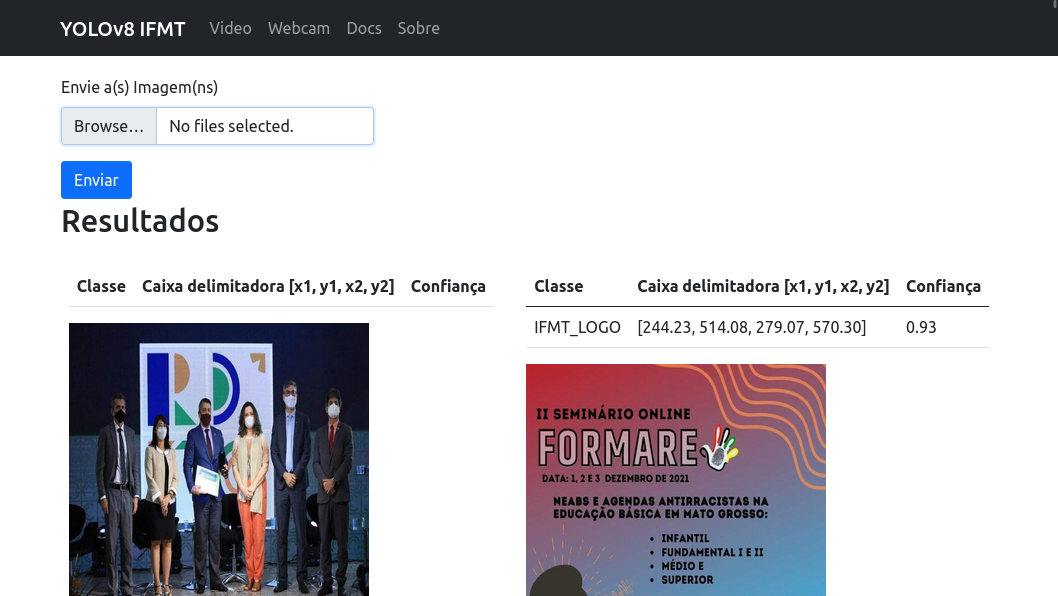 YOLOv8 IFMT Video Webcam Docs Sobre
Envie a(s) Imagem(ns)
Browse… No files selected.
Enviar
Resultados
Classe Caixa delimitadora [x1, y1, x2, y2] Confiança
Classe Caixa delimitadora [x1, y1, x2, y2] Confiança
IFMT_LOGO [244.23, 514.08, 279.07, 570.30] 0.93
II SEMINÁRIO ONLINE
FORMARE
DATA: 1, 2 E 3 DEZEMBRO DE 2021
NEABS E AGENDAS ANTIRRACISTAS NA
EDUCAÇÃO BÁSICA EM MATO GROSSO:
• INFANTIL
• FUNDAMENTAL I E II
• MÉDIO E
• SUPERIOR